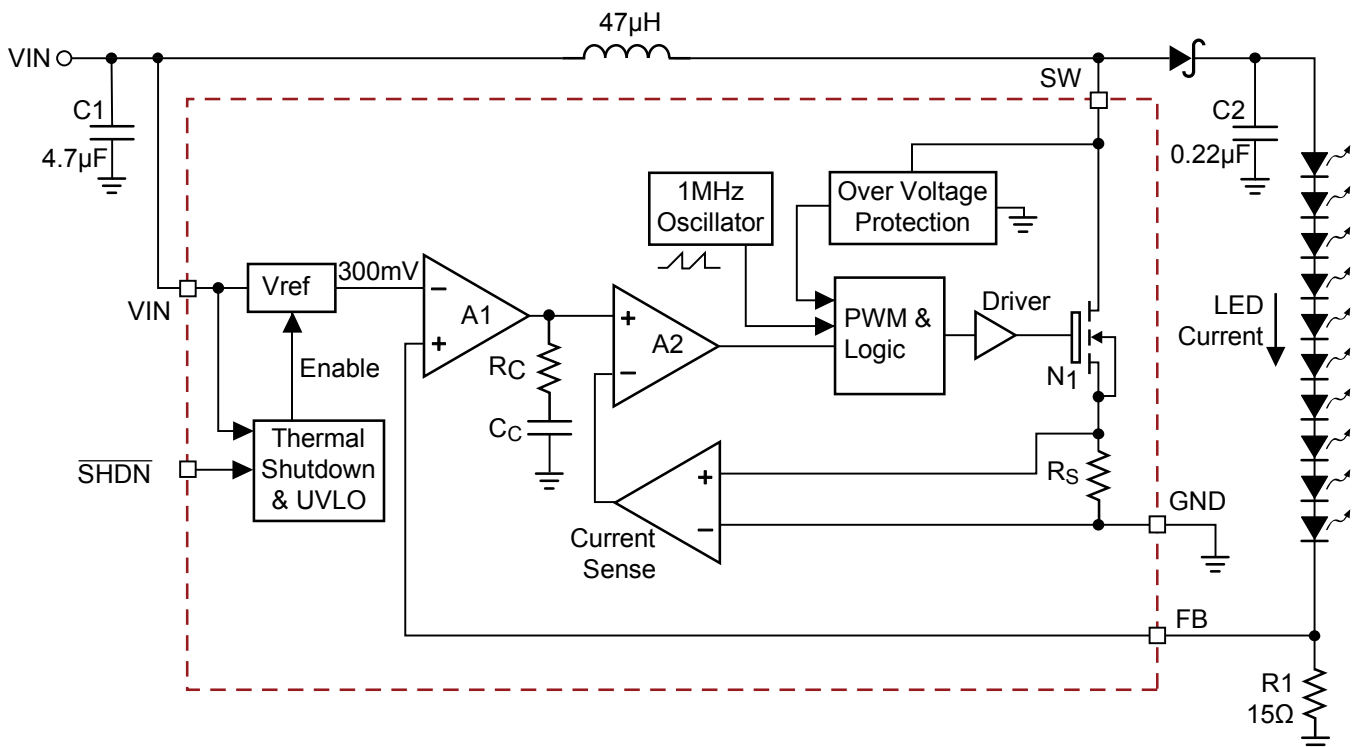 47µH
VIN
SW
C1
4.7µF
C2
0.22µF
1MHz
Oscillator
Over Voltage
Protection
Vref
300mV
VIN
A1
A2
PWM &
Logic
Driver
N1
LED
Current
Enable
RC
CC
Thermal
Shutdown
& UVLO
SHDN
RS
GND
Current
Sense
FB
R1
15Ω